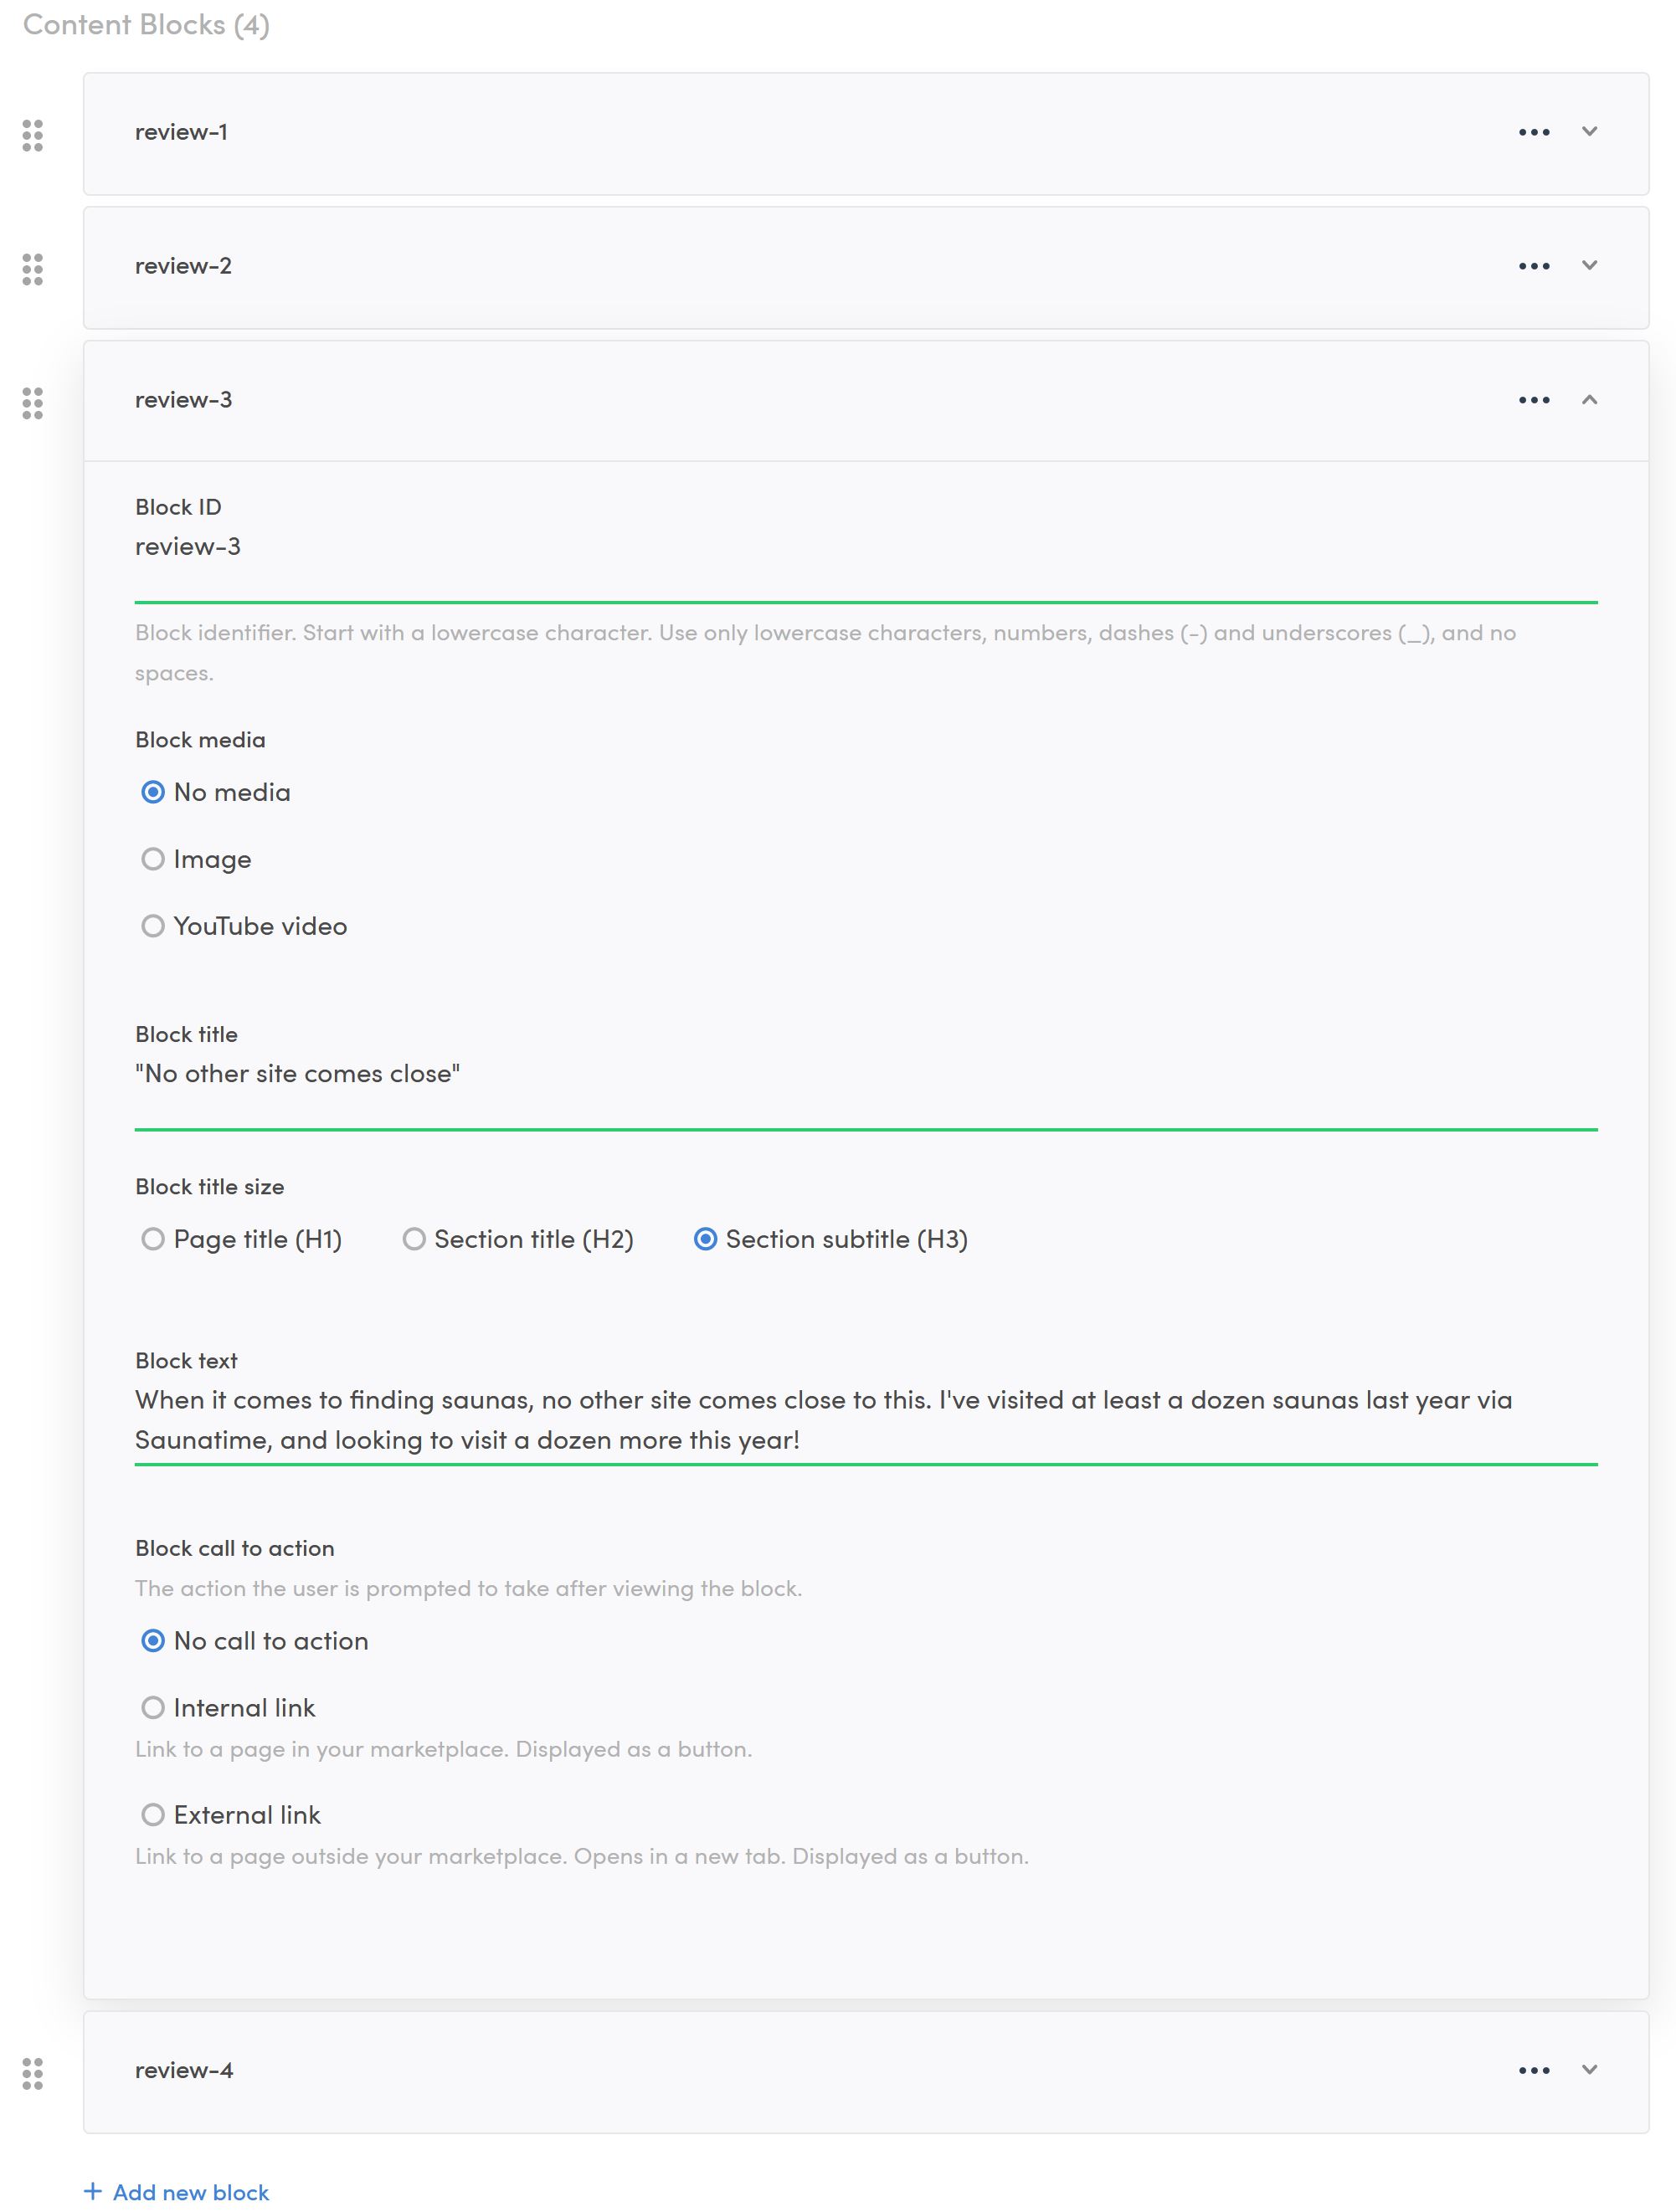 Content Blocks (4)
review-1
review-2
review-3
Block ID
review-3
Block identifier. Start with a lowercase character. Use only lowercase characters, numbers, dashes (-) and underscores (_), and no
spaces.
Block media
No media
Image
YouTube video
Block title
"No other site comes close"
Block title size
Page title (H1) Section title (H2) Section subtitle (H3)
Block text
When it comes to finding saunas, no other site comes close to this. I've visited at least a dozen saunas last year via
Saunatime, and looking to visit a dozen more this year!
Block call to action
The action the user is prompted to take after viewing the block.
No call to action
Internal link
Link to a page in your marketplace. Displayed as a button.
External link
Link to a page outside your marketplace. Opens in a new tab. Displayed as a button.
review-4
+ Add new block